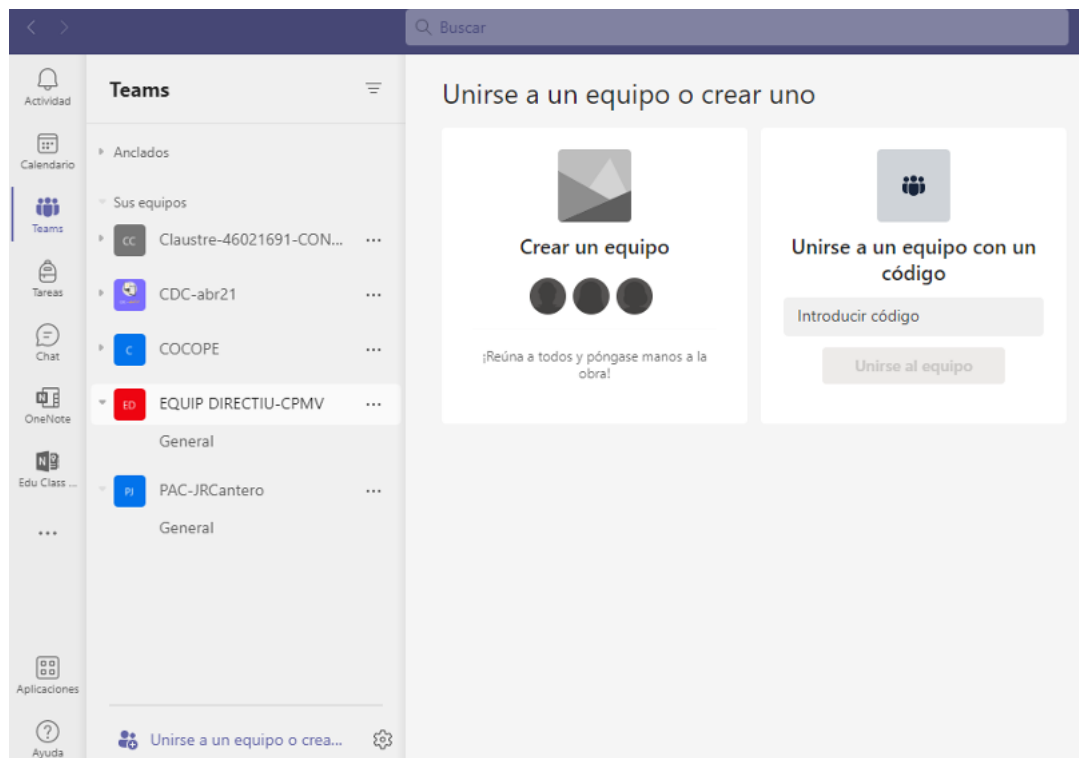 Buscar
Actividad
Calendario
Teams
Tareas
Chat
OneNote
Edu Class ...
Aplicaciones
Ayuda
Teams
Anclados
Sus equipos
CC Claustre-46021691-CON...
CDC-abr21
C COCOPE
ED EQUIP DIRECTIU-CPMV
General
PJ PAC-JRCantero
General
Unirse a un equipo o crea...
Unirse a un equipo o crear uno
Crear un equipo
¡Reúna a todos y póngase manos a la
obra!
Unirse a un equipo con un
código
Introducir código
Unirse al equipo